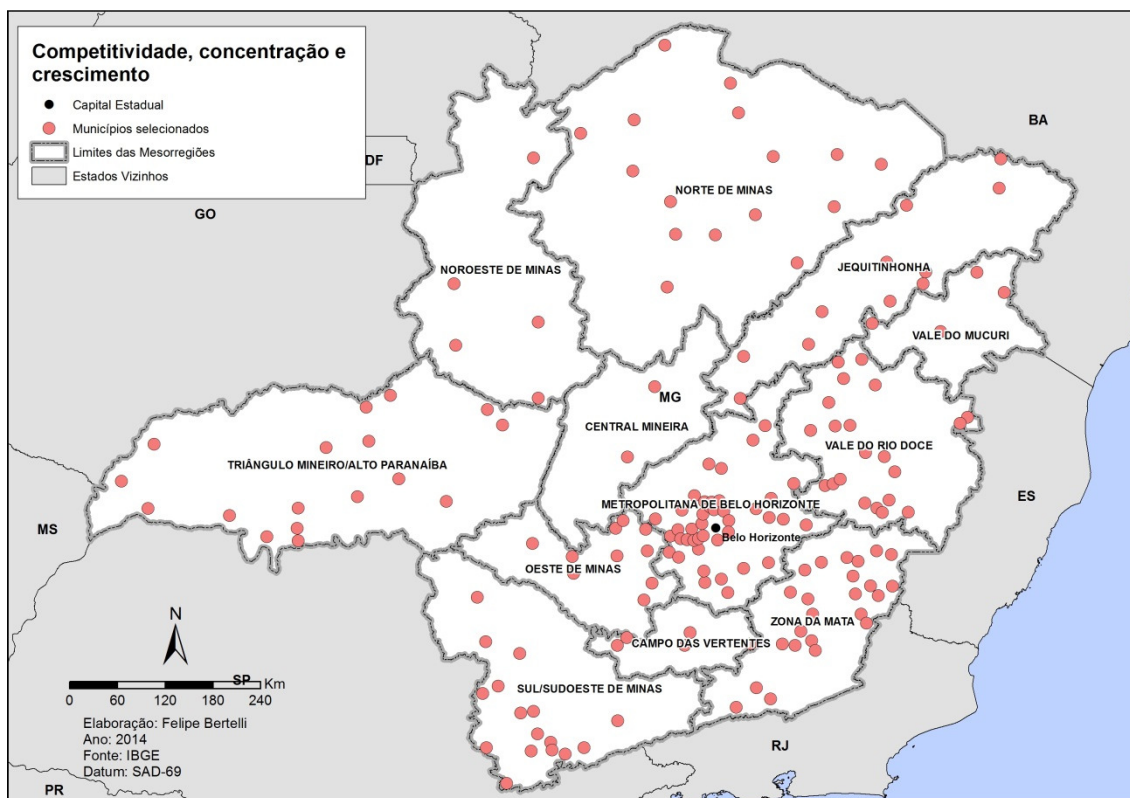 Competitividade, concentração e
crescimento
Capital Estadual
Municípios selecionados
Limites das Mesorregiões
Estados Vizinhos
DF
BA
GO
NORTE DE MINAS
NOROESTE DE MINAS
JEQUITINHONHA
VALE DO MUCURI
MG
CENTRAL MINEIRA
VALE DO RIO DOCE
TRIÂNGULO MINEIRO/ALTO PARANAÍBA
METROPOLITANA DE BELO HORIZONTE
ES
MS
Belo Horizonte
OESTE DE MINAS
ZONA DA MATA
CAMPO DAS VERTENTES
N
SP
SUL/SUDOESTE DE MINAS
Km
0 60 120 180 240
Elaboração: Felipe Bertelli
Ano: 2014
Fonte: IBGE
Datum: SAD-69
RJ
PR